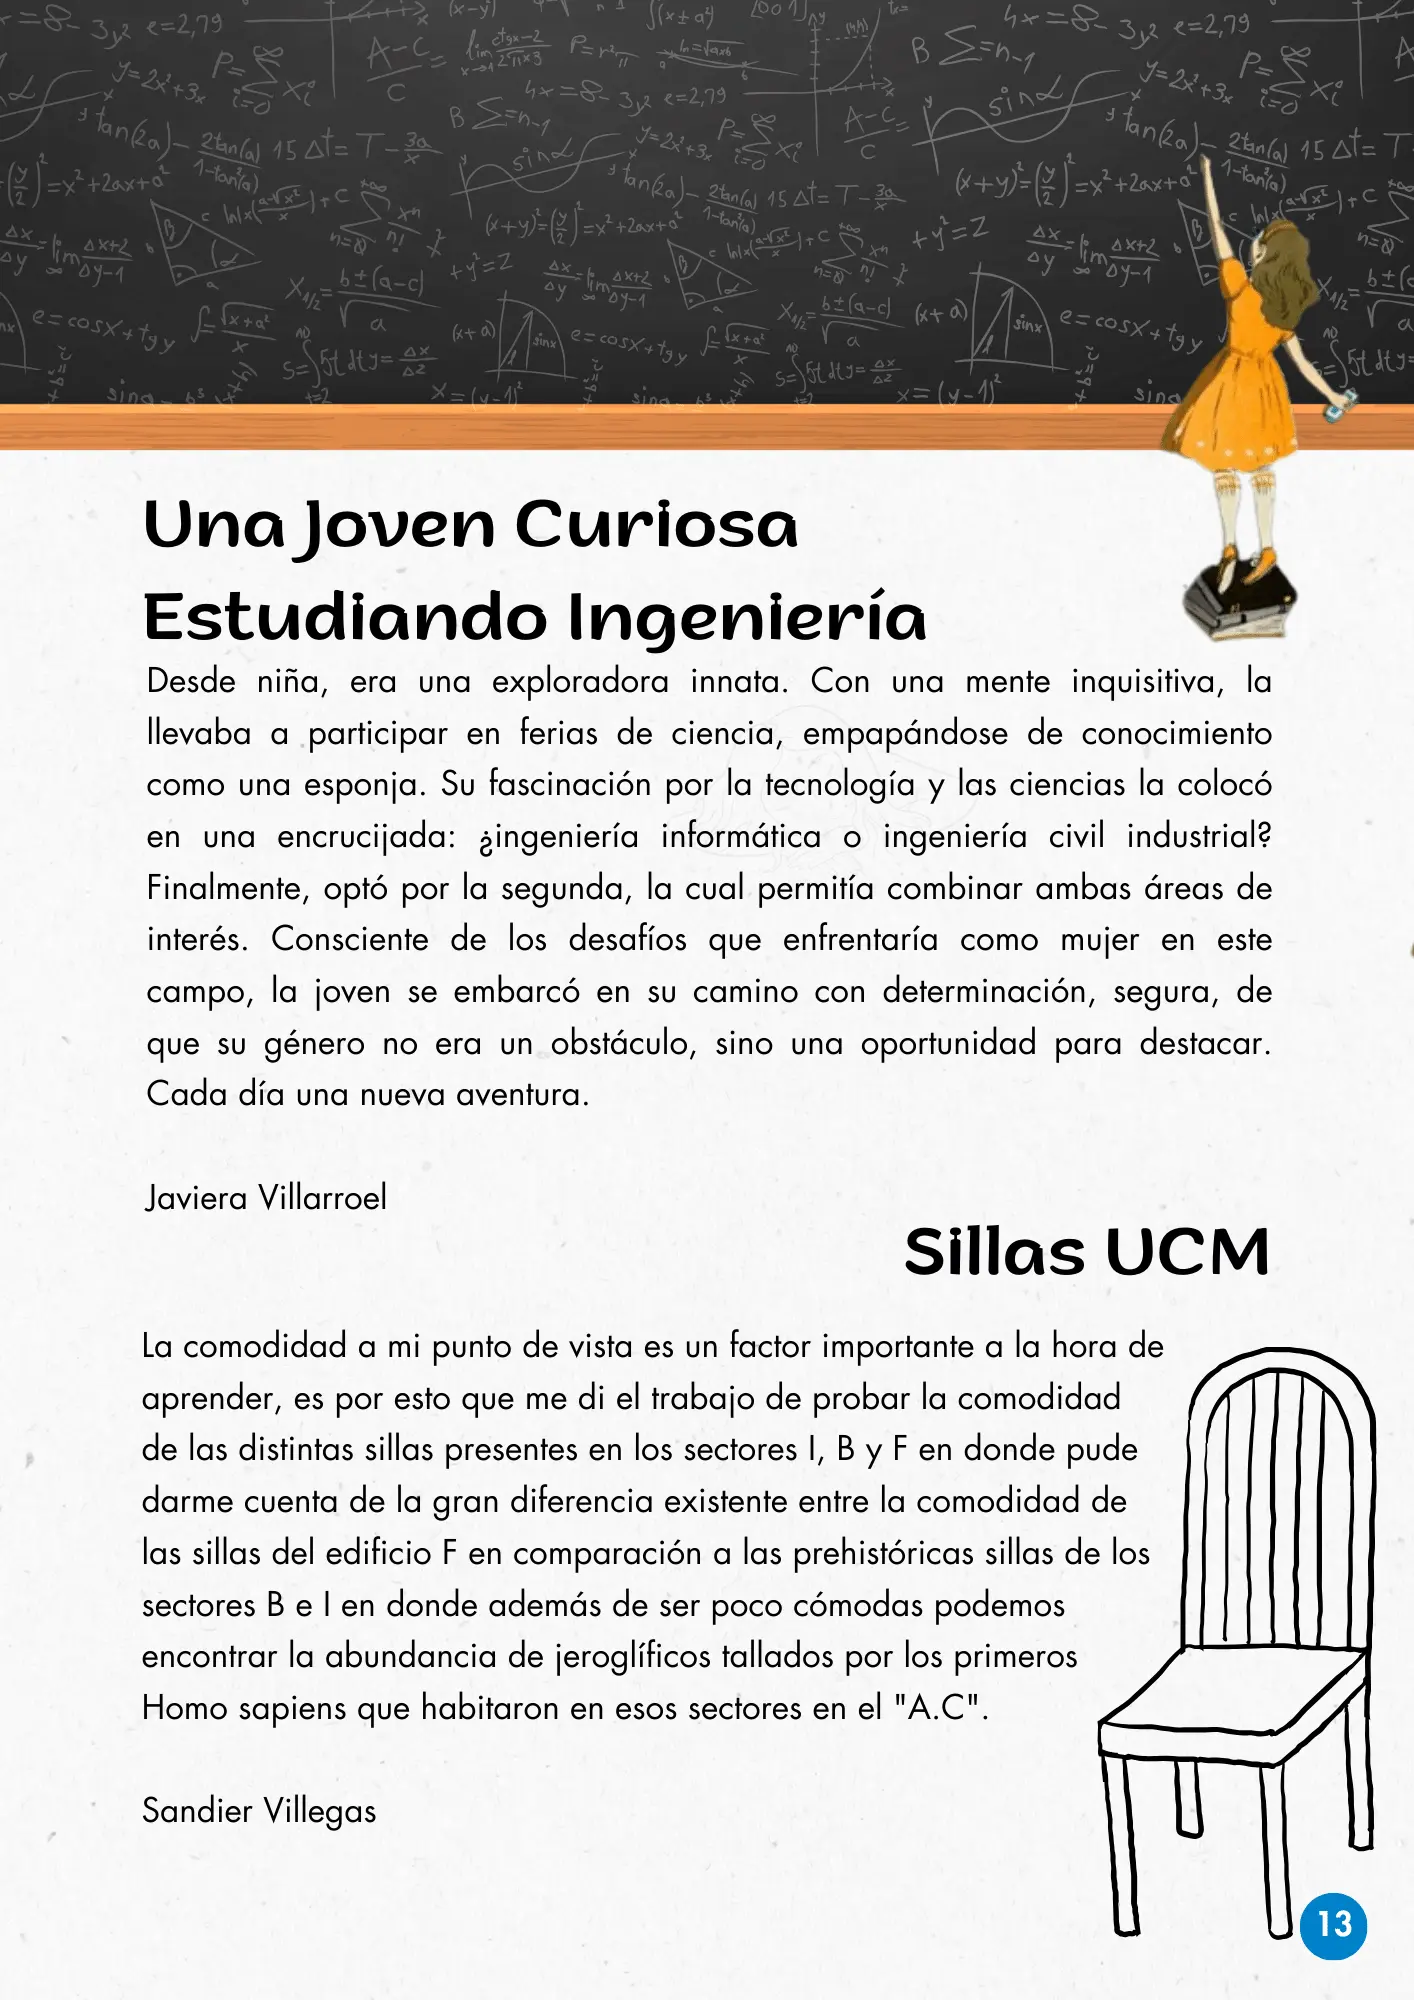 Una Joven Curiosa
Estudiando Ingeniería
Desde niña, era una exploradora innata. Con una mente inquisitiva, la
llevaba a participar en ferias de ciencia, empapándose de conocimiento
como una esponja. Su fascinación por la tecnología y las ciencias la colocó
en una encrucijada: ¿ingeniería informática o ingeniería civil industrial?
Finalmente, optó por la segunda, la cual permitía combinar ambas áreas de
interés. Consciente de los desafíos que enfrentaría como mujer en este
campo, la joven se embarcó en su camino con determinación, segura, de
que su género no era un obstáculo, sino una oportunidad para destacar.
Cada día una nueva aventura.
Javiera Villarroel
Sillas UCM
La comodidad a mi punto de vista es un factor importante a la hora de
aprender, es por esto que me di el trabajo de probar la comodidad
de las distintas sillas presentes en los sectores I, B y F en donde pude
darme cuenta de la gran diferencia existente entre la comodidad de
las sillas del edificio F en comparación a las prehistóricas sillas de los
sectores B e I en donde además de ser poco cómodas podemos
encontrar la abundancia de jeroglíficos tallados por los primeros
Homo sapiens que habitaron en esos sectores en el "A.C".
Sandier Villegas
13